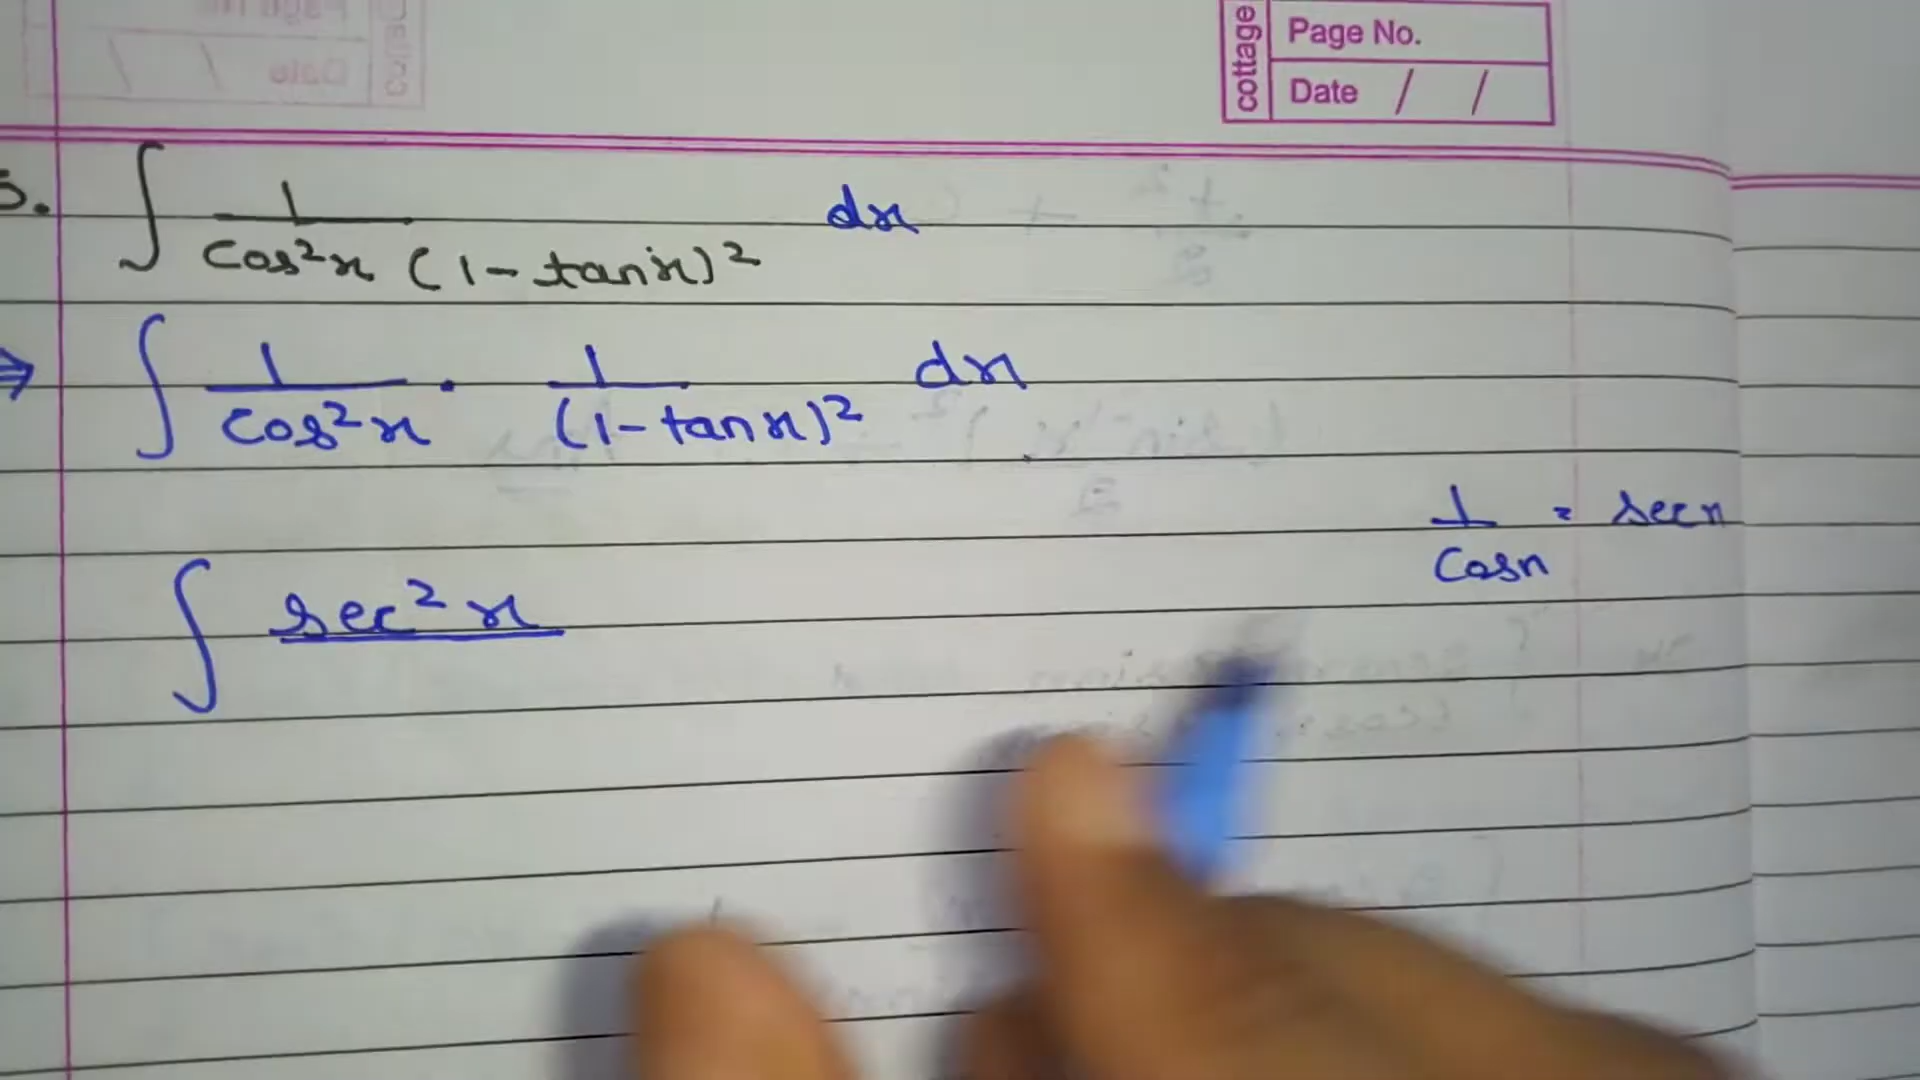 cottage
Page No.
Date / /
5. ∫ 1 / cos²x (1 - tanx)² dx
⇒ ∫ 1 / cos²x . 1 / (1 - tanx)² dx
1 / cosx = secx
∫ sec²x